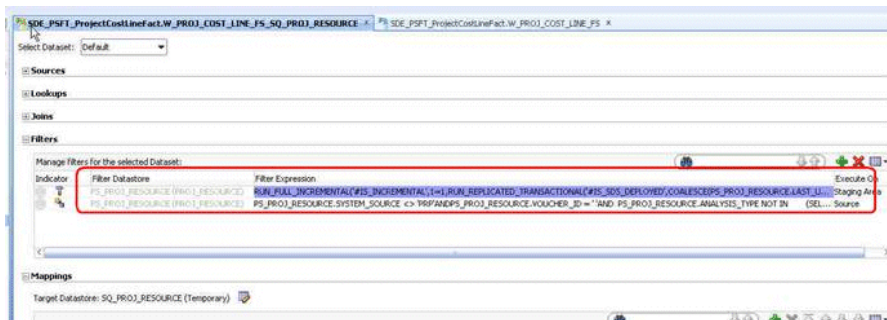 SDE_PSFT_ProjectCostLineFact.W_PROJ_COST_LINE_FS_SQ_PROJ_RESOURCE × SDE_PSFT_ProjectCostLineFact.W_PROJ_COST_LINE_FS ×
Select Dataset: Default
Sources
Lookups
Joins
Filters
Manage filters for the selected Dataset:
Indicator Filter Datastore Filter Expression Execute On
PS_PROJ_RESOURCE (PROJ_RESOURCE) RUN_FULL_INCREMENTAL('#IS_INCREMENTAL',1=1,RUN_REPLICATED_TRANSACTIONAL('#IS_SDS_DEPLOYED',COALESCE(PS_PROJ_RESOURCE.LAST_U... Staging Area
PS_PROJ_RESOURCE (PROJ_RESOURCE) PS_PROJ_RESOURCE.SYSTEM_SOURCE <> 'PRP'ANDPS_PROJ_RESOURCE.VOUCHER_ID = ' 'AND PS_PROJ_RESOURCE.ANALYSIS_TYPE NOT IN (SEL... Source
Mappings
Target Datastore: SQ_PROJ_RESOURCE (Temporary)